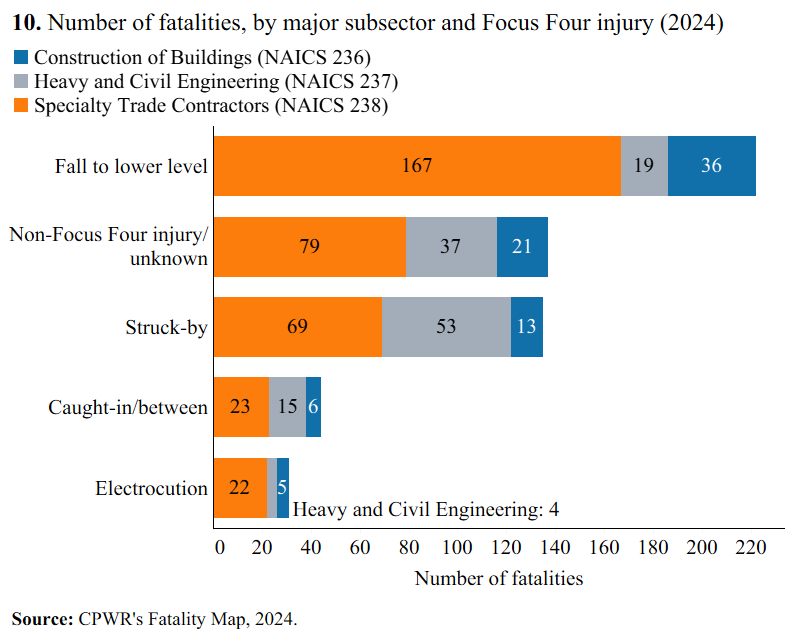 10. Number of fatalities, by major subsector and Focus Four injury (2024)
Construction of Buildings (NAICS 236)
Heavy and Civil Engineering (NAICS 237)
Specialty Trade Contractors (NAICS 238)
Fall to lower level 167 19 36
Non-Focus Four injury/
unknown 79 37 21
Struck-by 69 53 13
Caught-in/between 23 15 6
Electrocution 22 5
Heavy and Civil Engineering: 4
0 20 40 60 80 100 120 140 160 180 200 220
Number of fatalities
Source: CPWR's Fatality Map, 2024.